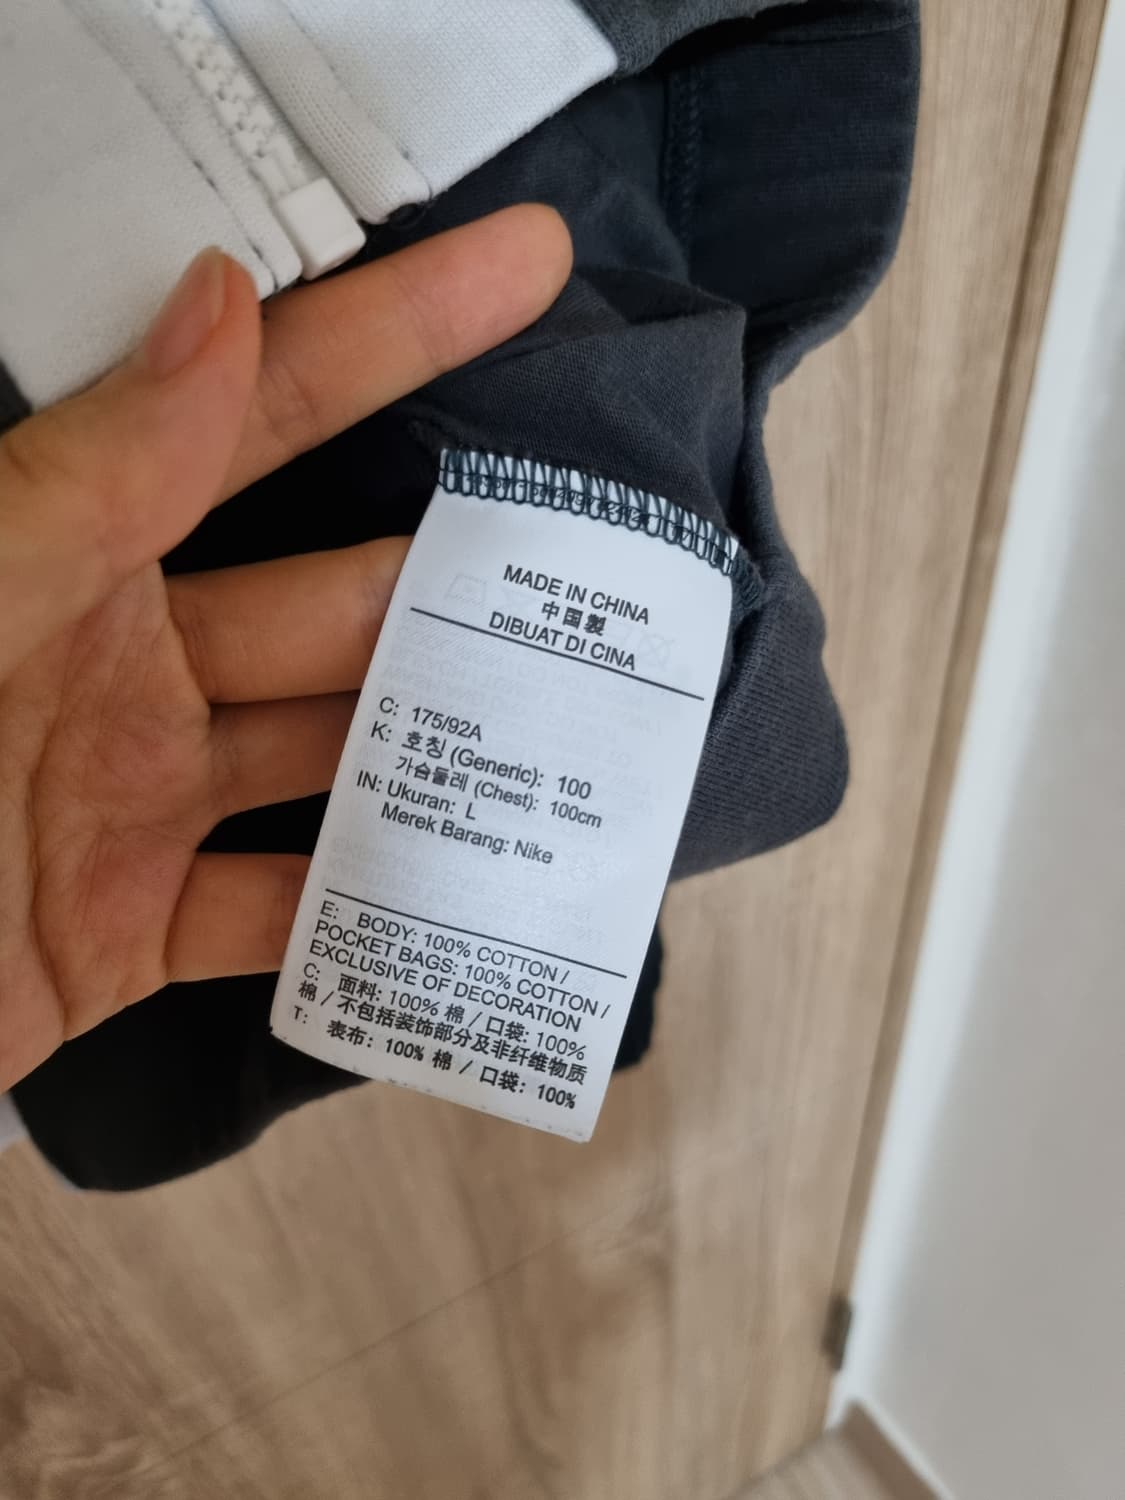 MADE IN CHINA
中国製
DIBUAT DI CINA
C: 175/92A
K: 호칭 (Generic): 100
가슴둘레 (Chest): 100cm
IN: Ukuran: L
Merek Barang: Nike
E: BODY: 100% COTTON /
POCKET BAGS: 100% COTTON /
EXCLUSIVE OF DECORATION
C: 面料: 100% 棉 / 口袋: 100%
棉 / 不包括装饰部分及非纤维物质
T: 表布: 100% 棉 / 口袋: 100%